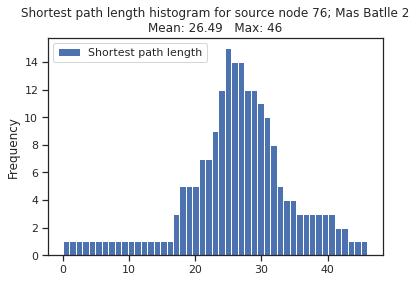 Shortest path length histogram for source node 76; Mas Batlle 2
Mean: 26.49 Max: 46
Shortest path length
Frequency
14
12
10
8
6
4
2
0
0 10 20 30 40